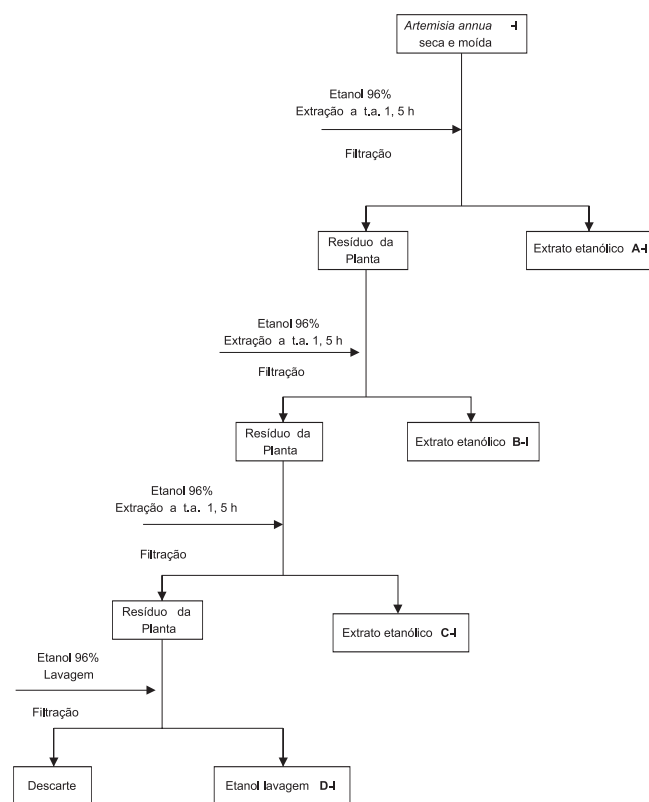 Artemisia annua -I
seca e moída
Etanol 96%
Extração a t.a. 1, 5 h
Filtração
Resíduo da
Planta
Extrato etanólico A-I
Etanol 96%
Extração a t.a. 1, 5 h
Filtração
Resíduo da
Planta
Extrato etanólico B-I
Etanol 96%
Extração a t.a. 1, 5 h
Filtração
Resíduo da
Planta
Extrato etanólico C-I
Etanol 96%
Lavagem
Filtração
Descarte
Etanol lavagem D-I